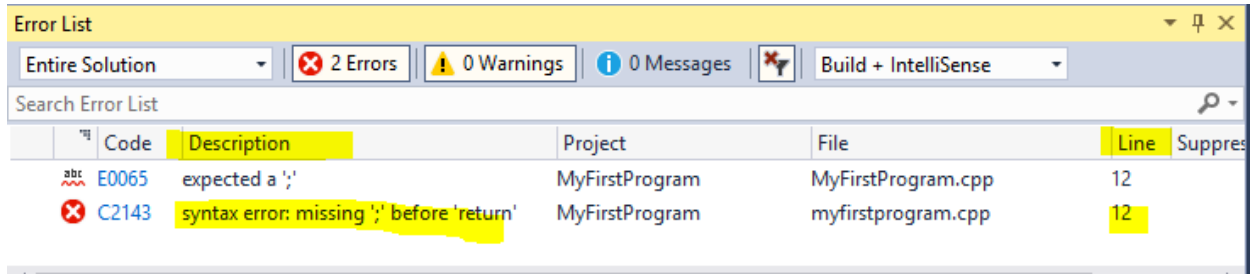 Error List
Entire Solution 2 Errors 0 Warnings 0 Messages Build + IntelliSense
Search Error List
Code Description Project File Line Suppres
abc E0065 expected a ';' MyFirstProgram MyFirstProgram.cpp 12
C2143 syntax error: missing ';' before 'return' MyFirstProgram myfirstprogram.cpp 12